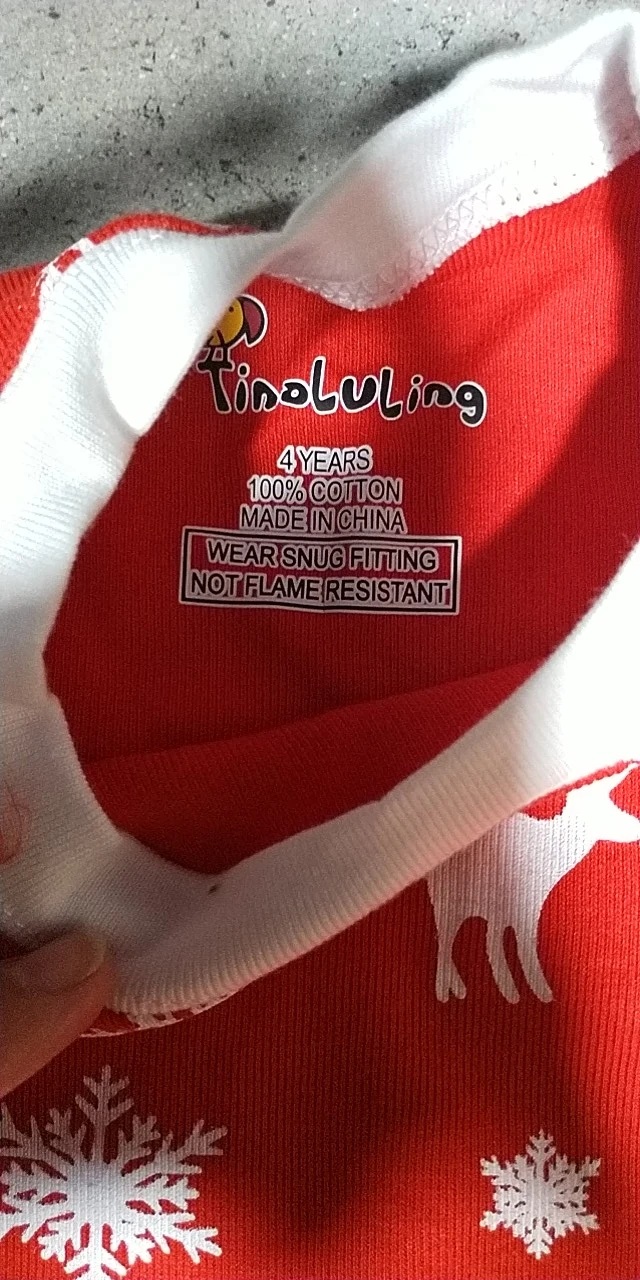 TinoLuLing
4 YEARS
100% COTTON
MADE IN CHINA
WEAR SNUG FITTING
NOT FLAME RESISTANT